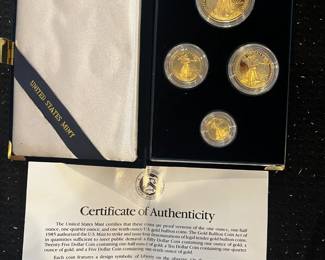 UNITED STATES MINT
Certificate of Authenticity
The United States Mint certifies that these coins are proof versions of the one-ounce, one-half
ounce, one-quarter ounce, and one-tenth ounce U.S. gold bullion coins. The Gold Bullion Coin Act of
1985 authorized the U.S. Mint to strike and issue four denominations of legal tender gold bullion coins,
in quantities sufficient to meet public demand: a Fifty Dollar Coin containing one ounce of gold; a
Twenty-Five Dollar Coin containing one-half ounce of gold; a Ten Dollar Coin containing one-quarter
ounce of gold; and a Five Dollar Coin containing one-tenth ounce of gold.
Each coin features a design symbolic of Liberty on the obverse